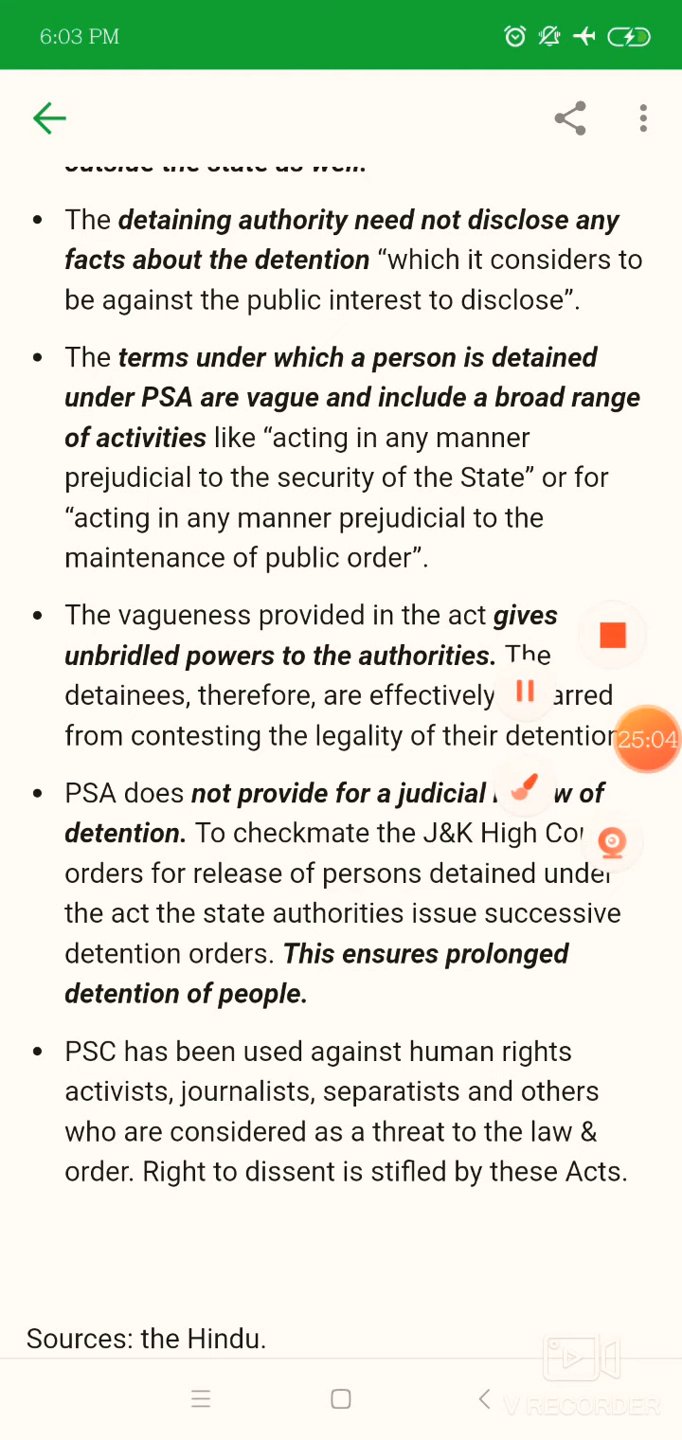 6:03 PM
outside the state as well.
• The detaining authority need not disclose any
facts about the detention “which it considers to
be against the public interest to disclose”.
• The terms under which a person is detained
under PSA are vague and include a broad range
of activities like “acting in any manner
prejudicial to the security of the State” or for
“acting in any manner prejudicial to the
maintenance of public order”.
• The vagueness provided in the act gives
unbridled powers to the authorities. The
detainees, therefore, are effectively arred
from contesting the legality of their detention
25:04
• PSA does not provide for a judicial w of
detention. To checkmate the J&K High Cou
orders for release of persons detained under
the act the state authorities issue successive
detention orders. This ensures prolonged
detention of people.
• PSC has been used against human rights
activists, journalists, separatists and others
who are considered as a threat to the law &
order. Right to dissent is stifled by these Acts.
Sources: the Hindu.
V RECORDER